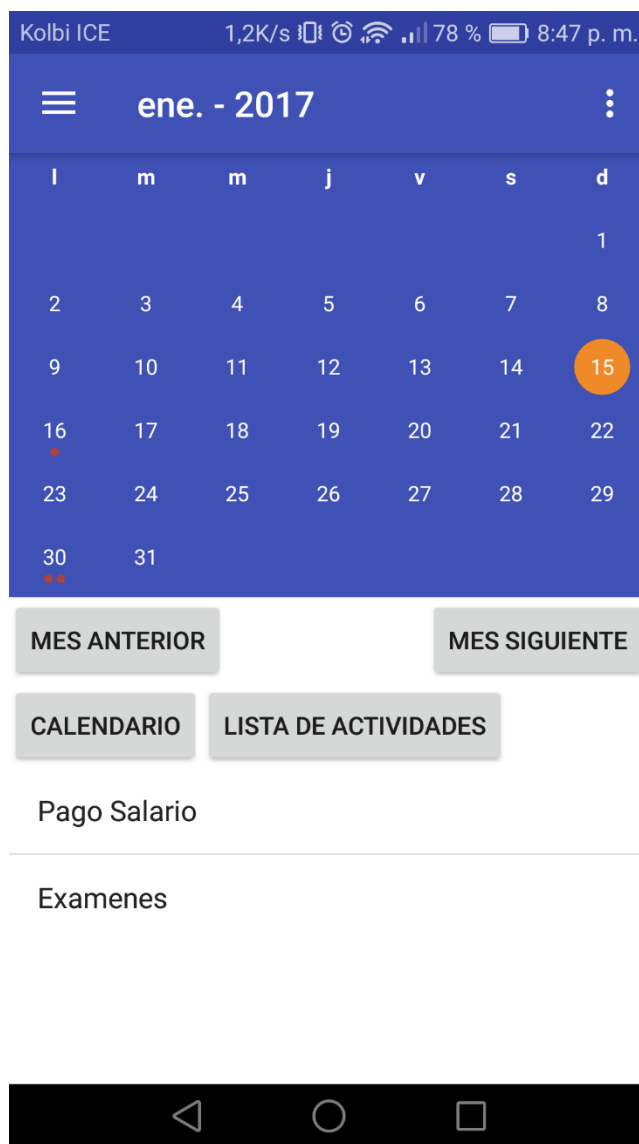 Kolbi ICE 1,2K/s 78 % 8:47 p. m.
ene. - 2017
l m m j v s d
1
2 3 4 5 6 7 8
9 10 11 12 13 14 15
16 17 18 19 20 21 22
23 24 25 26 27 28 29
30 31
MES ANTERIOR MES SIGUIENTE
CALENDARIO LISTA DE ACTIVIDADES
Pago Salario
Examenes